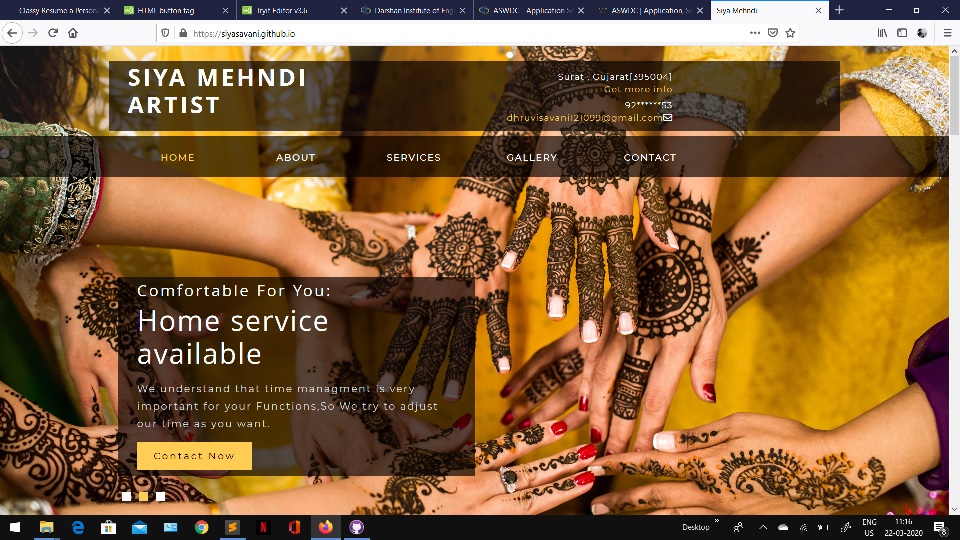 Classy Resume a Persona
HTML button tag
Tryit Editor v3.6
Darshan Institute of Eng
ASWDC - Application So
ASWDC | Application, So
Siya Mehndi
https://siyasavani.github.io
SIYA MEHNDI
ARTIST
Surat , Gujarat[395004]
Get more info
92******53
dhruvisavani121099@gmail.com
HOME
ABOUT
SERVICES
GALLERY
CONTACT
Comfortable For You:
Home service
available
We understand that time managment is very
important for your Functions,So We try to adjust
our time as you want.
Contact Now
Desktop
ENG
US
11:16
22-03-2020